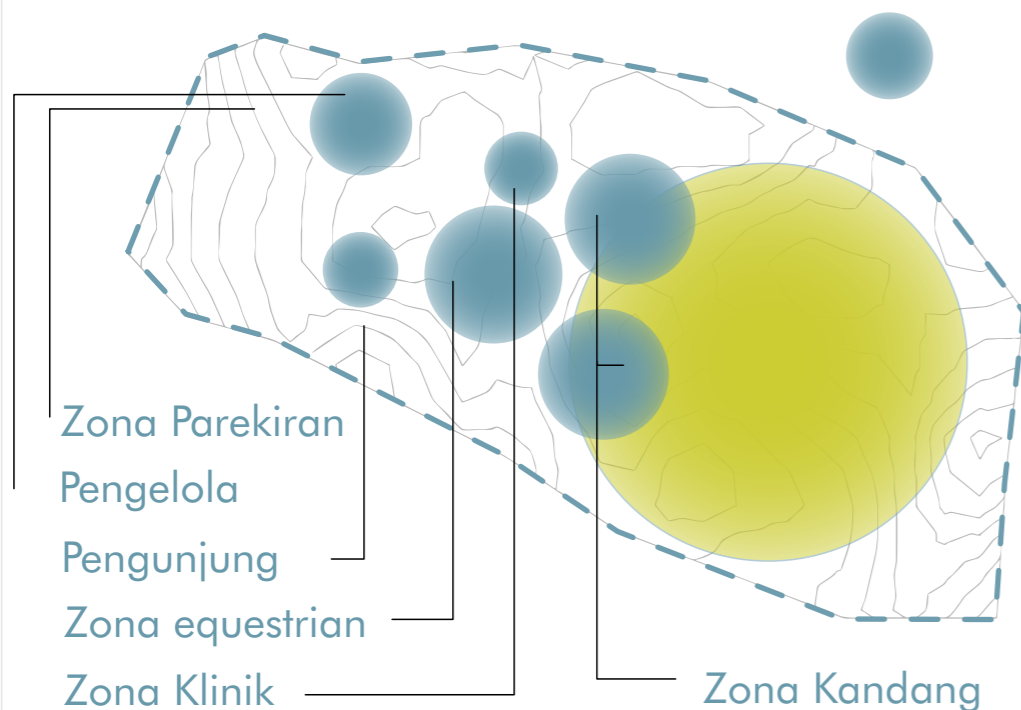 Zona Parekiran
Pengelola
Pengunjung
Zona equestrian
Zona Klinik
Zona Kandang